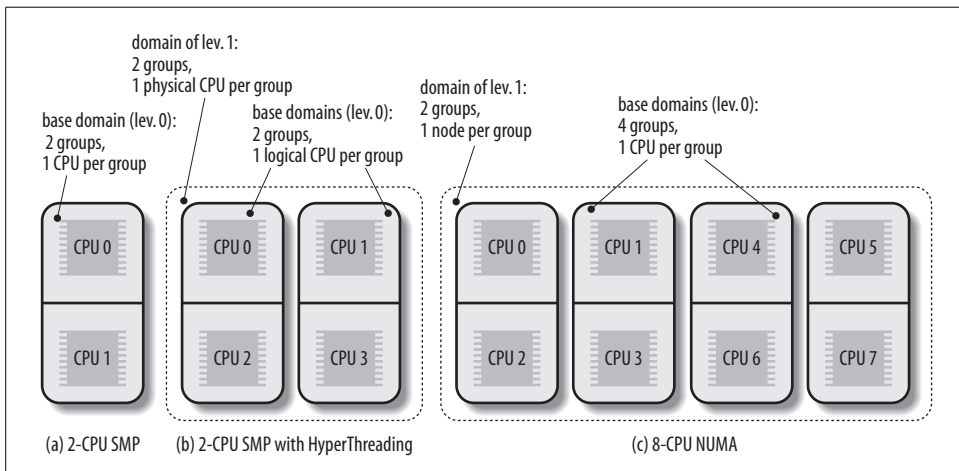 domain of lev. 1:
2 groups,
1 physical CPU per group
domain of lev. 1:
2 groups,
1 node per group
base domain (lev. 0):
2 groups,
1 CPU per group
base domains (lev. 0):
2 groups,
1 logical CPU per group
base domains (lev. 0):
4 groups,
1 CPU per group
CPU 0
CPU 0
CPU 1
CPU 0
CPU 1
CPU 4
CPU 5
CPU 1
CPU 2
CPU 3
CPU 2
CPU 3
CPU 6
CPU 7
(a) 2-CPU SMP
(b) 2-CPU SMP with HyperThreading
(c) 8-CPU NUMA